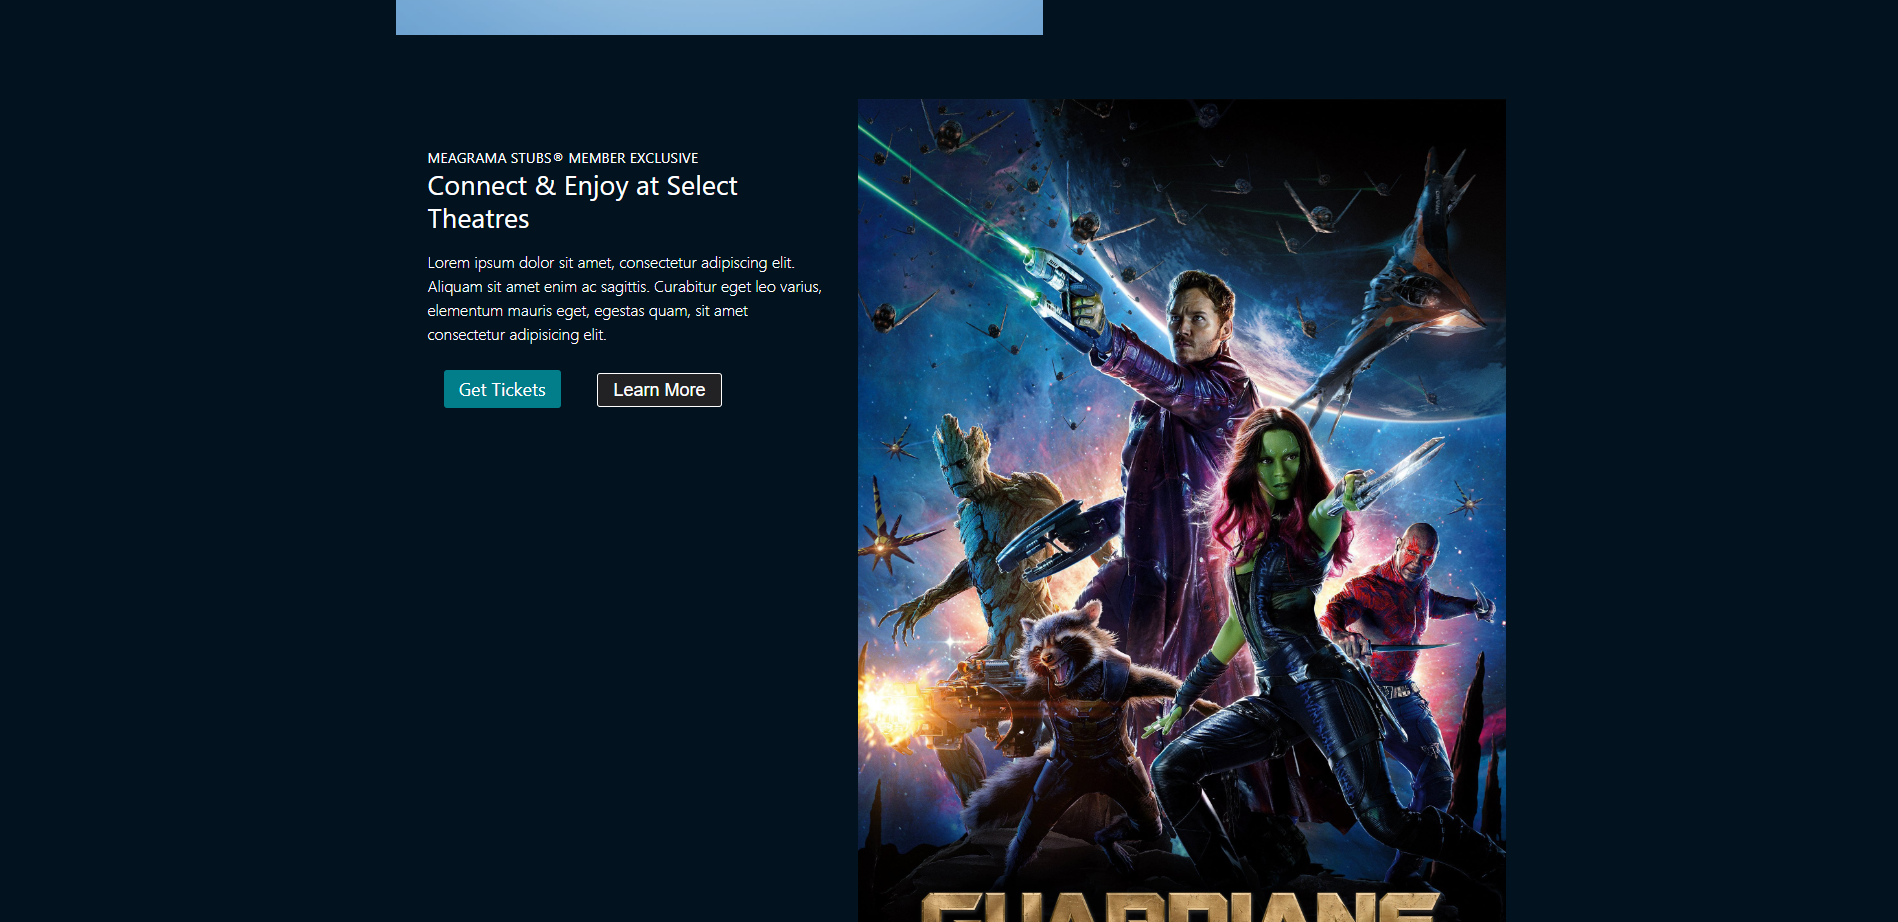 MEAGRAMA STUBS® MEMBER EXCLUSIVE
Connect & Enjoy at Select
Theatres
Lorem ipsum dolor sit amet, consectetur adipiscing elit.
Aliquam sit amet enim ac sagittis. Curabitur eget leo varius,
elementum mauris eget, egestas quam, sit amet
consectetur adipisicing elit.
Get Tickets
Learn More
GUARDIANS